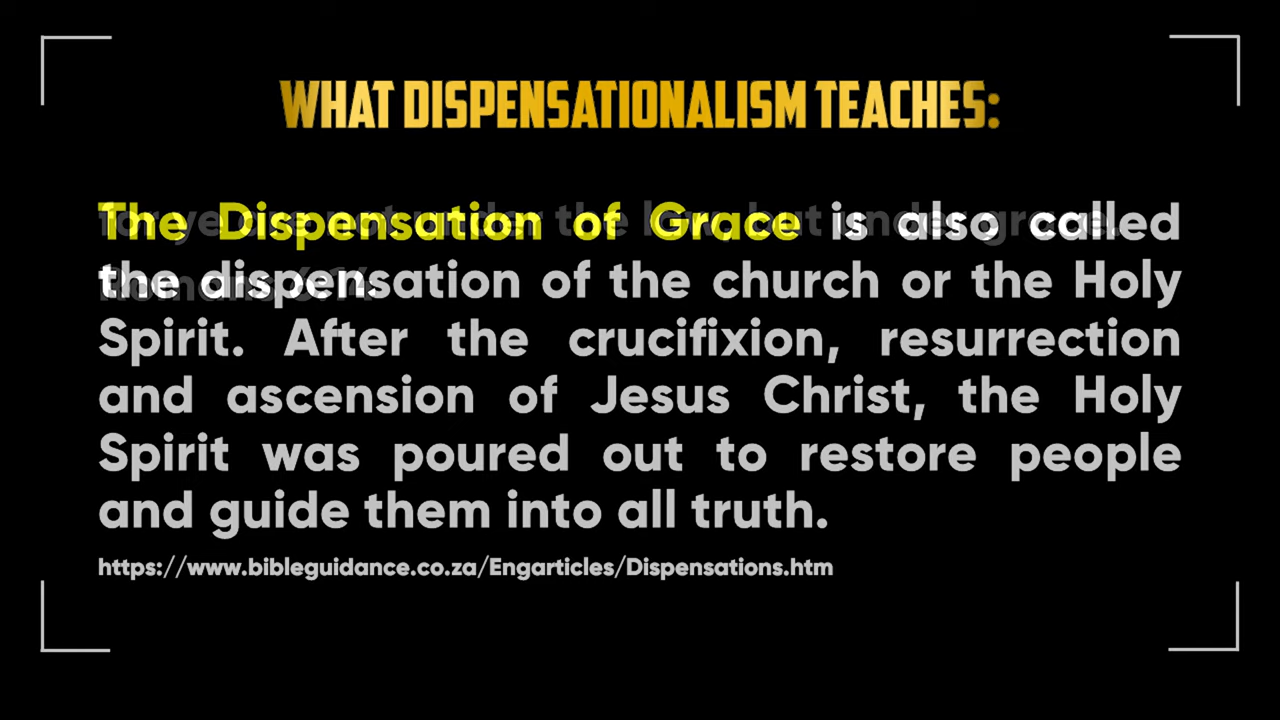 WHAT DISPENSATIONALISM TEACHES:
The Dispensation of Grace is also called
the dispensation of the church or the Holy
Spirit. After the crucifixion, resurrection
and ascension of Jesus Christ, the Holy
Spirit was poured out to restore people
and guide them into all truth.
https://www.bibleguidance.co.za/Engarticles/Dispensations.htm